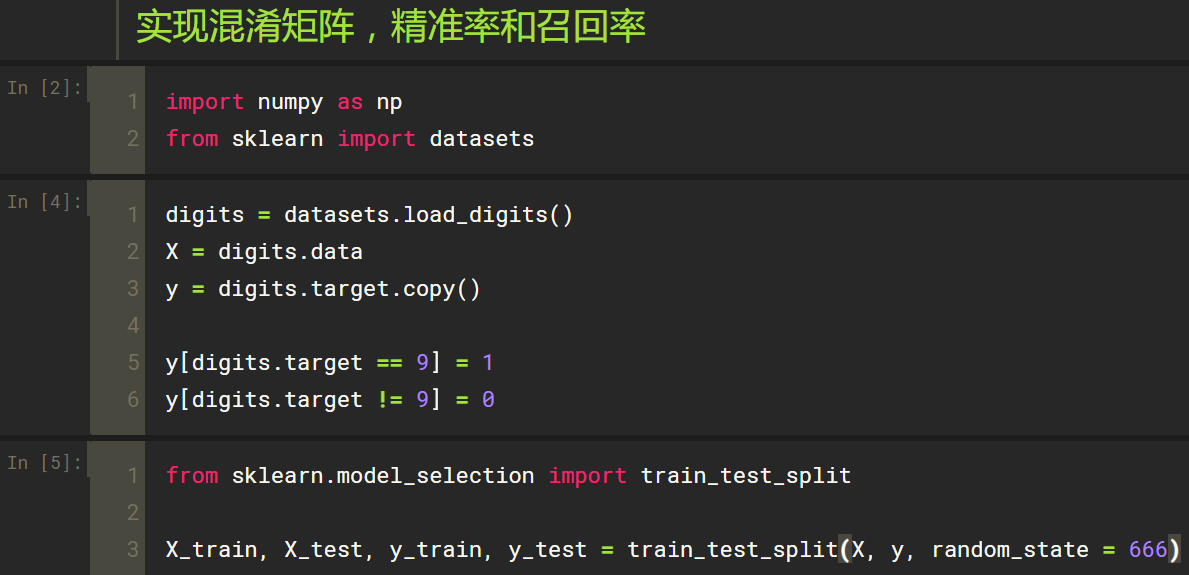 实现混淆矩阵，精准率和召回率
In [2]:
1 import numpy as np
2 from sklearn import datasets
In [4]:
1 digits = datasets.load_digits()
2 X = digits.data
3 y = digits.target.copy()
4
5 y[digits.target == 9] = 1
6 y[digits.target != 9] = 0
In [5]:
1 from sklearn.model_selection import train_test_split
2
3 X_train, X_test, y_train, y_test = train_test_split(X, y, random_state = 666)